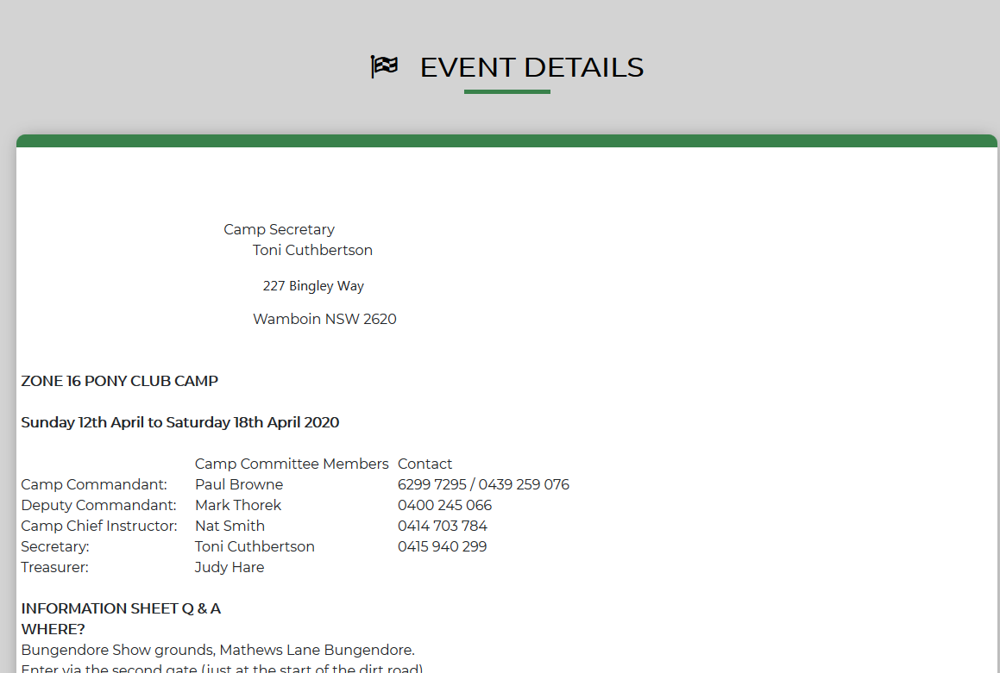 EVENT DETAILS
Camp Secretary
Toni Cuthbertson
227 Bingley Way
Wamboin NSW 2620
ZONE 16 PONY CLUB CAMP
Sunday 12th April to Saturday 18th April 2020
Camp Committee Members Contact
Camp Commandant: Paul Browne 6299 7295 / 0439 259 076
Deputy Commandant: Mark Thorek 0400 245 066
Camp Chief Instructor: Nat Smith 0414 703 784
Secretary: Toni Cuthbertson 0415 940 299
Treasurer: Judy Hare
INFORMATION SHEET Q & A
WHERE?
Bungendore Show grounds, Mathews Lane Bungendore.
Enter via the second gate (just at the start of the dirt road)